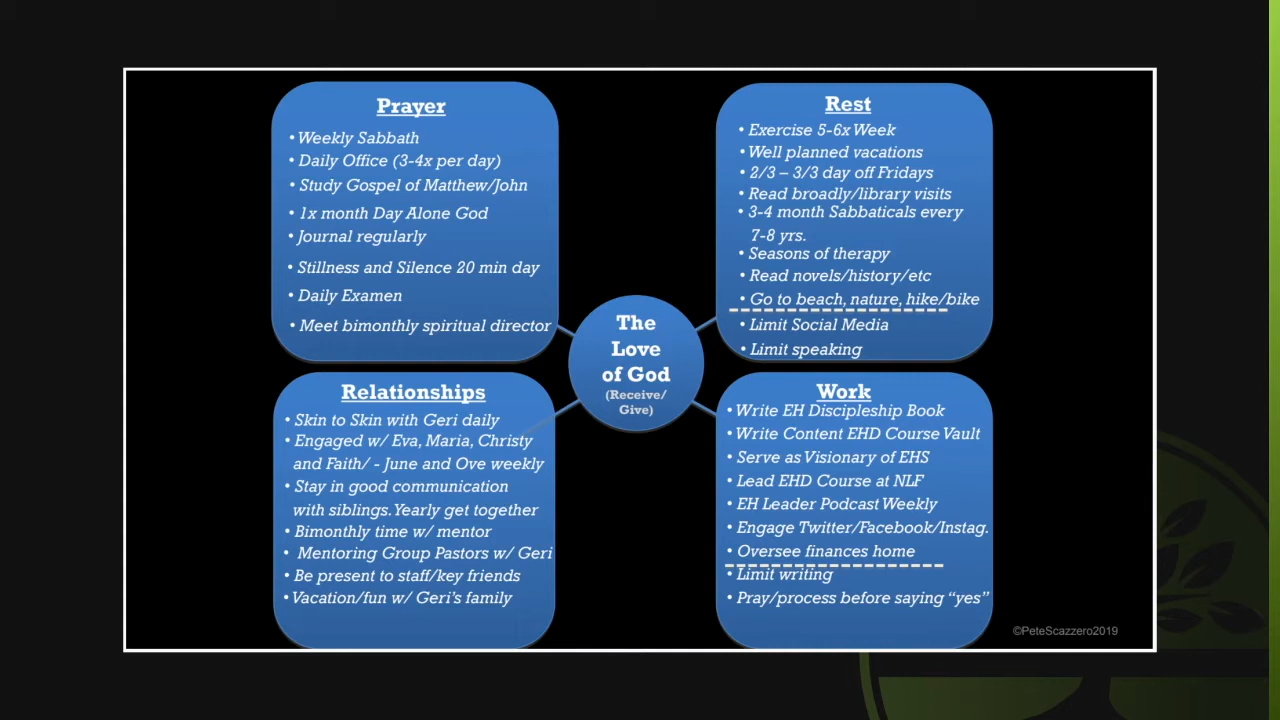 Prayer
• Weekly Sabbath
• Daily Office (3-4x per day)
• Study Gospel of Matthew/John
• 1x month Day Alone God
• Journal regularly
• Stillness and Silence 20 min day
• Daily Examen
• Meet bimonthly spiritual director
Rest
• Exercise 5-6x Week
• Well planned vacations
• 2/3 – 3/3 day off Fridays
• Read broadly/library visits
• 3-4 month Sabbaticals every
7-8 yrs.
• Seasons of therapy
• Read novels/history/etc
• Go to beach, nature, hike/bike
• Limit Social Media
• Limit speaking
The
Love
of God
(Receive/
Give)
Relationships
• Skin to Skin with Geri daily
• Engaged w/ Eva, Maria, Christy
and Faith/ - June and Ove weekly
• Stay in good communication
with siblings. Yearly get together
• Bimonthly time w/ mentor
• Mentoring Group Pastors w/ Geri
• Be present to staff/key friends
• Vacation/fun w/ Geri's family
Work
• Write EH Discipleship Book
• Write Content EHD Course Vault
• Serve as Visionary of EHS
• Lead EHD Course at NLF
• EH Leader Podcast Weekly
• Engage Twitter/Facebook/Instag.
• Oversee finances home
• Limit writing
• Pray/process before saying “yes”
©PeteScazzero2019